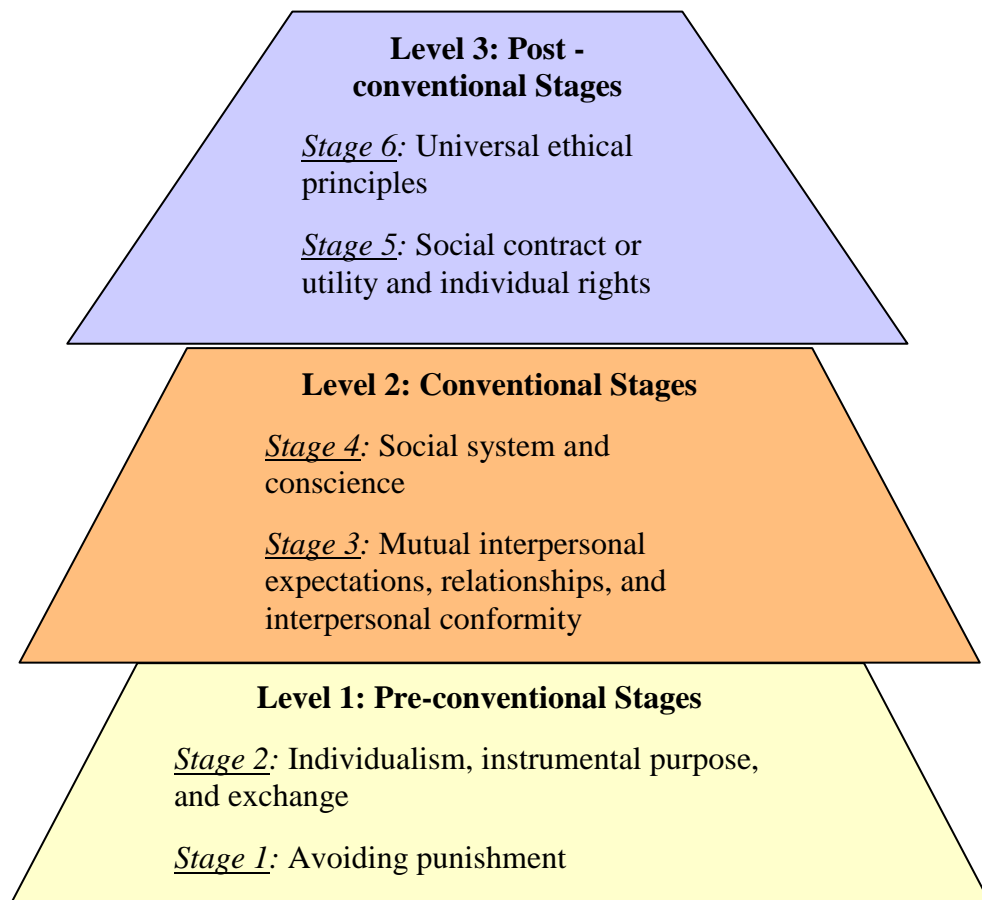 Level 3: Post -
conventional Stages
Stage 6: Universal ethical
principles
Stage 5: Social contract or
utility and individual rights
Level 2: Conventional Stages
Stage 4: Social system and
conscience
Stage 3: Mutual interpersonal
expectations, relationships, and
interpersonal conformity
Level 1: Pre-conventional Stages
Stage 2: Individualism, instrumental purpose,
and exchange
Stage 1: Avoiding punishment